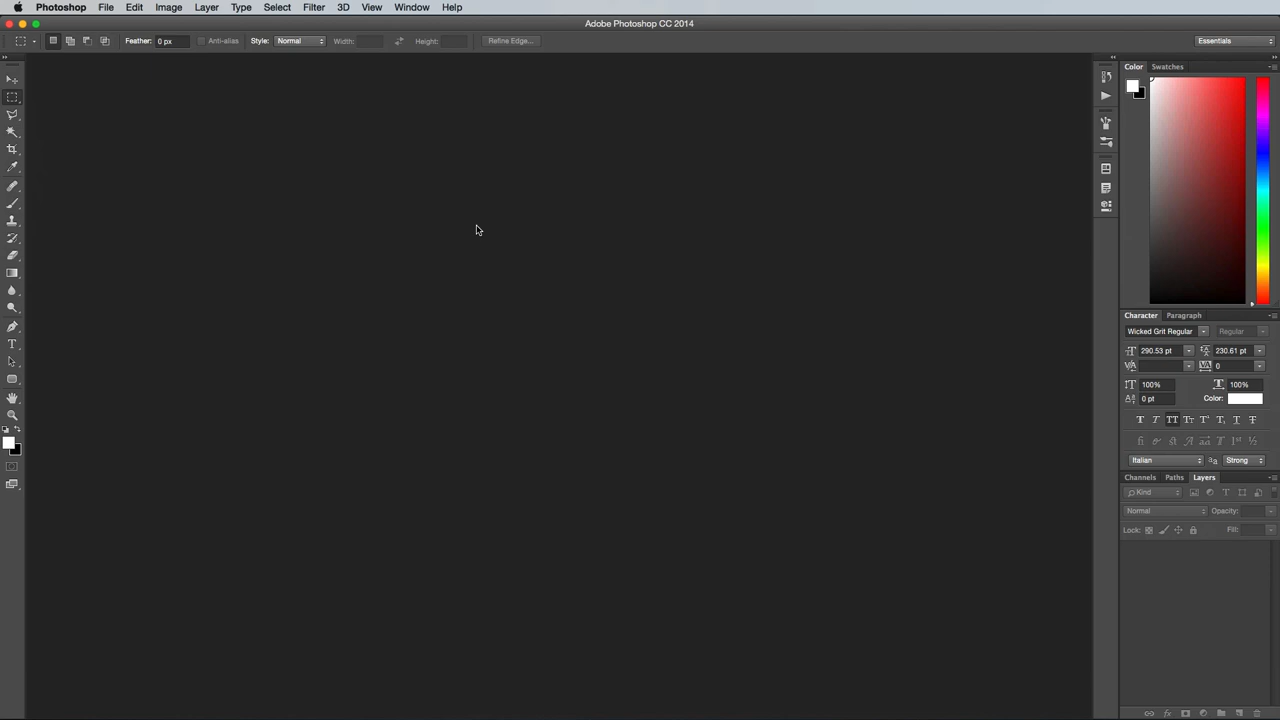 Photoshop File Edit Image Layer Type Select Filter 3D View Window Help
Adobe Photoshop CC 2014
Feather: 0 px Anti-alias Style: Normal Width: Height: Refine Edge... Essentials
Color Swatches
Character Paragraph
Wicked Grit Regular Regular
290.53 pt 230.61 pt
0
100% 100%
0 pt Color:
Italian Strong
Channels Paths Layers
Kind
Normal Opacity:
Lock: Fill: